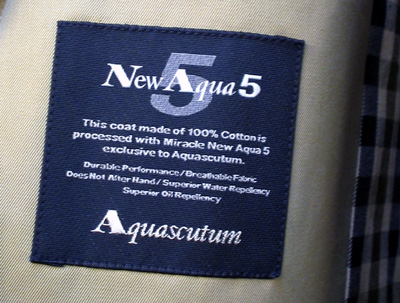 5
New Aqua 5
This coat made of 100% Cotton is
processed with Miracle New Aqua 5
exclusive to Aquascutum.
Durable Performance / Breathable Fabric
Does Not Alter Hand / Superior Water Repellency
Superior Oil Repellency
Aquascutum